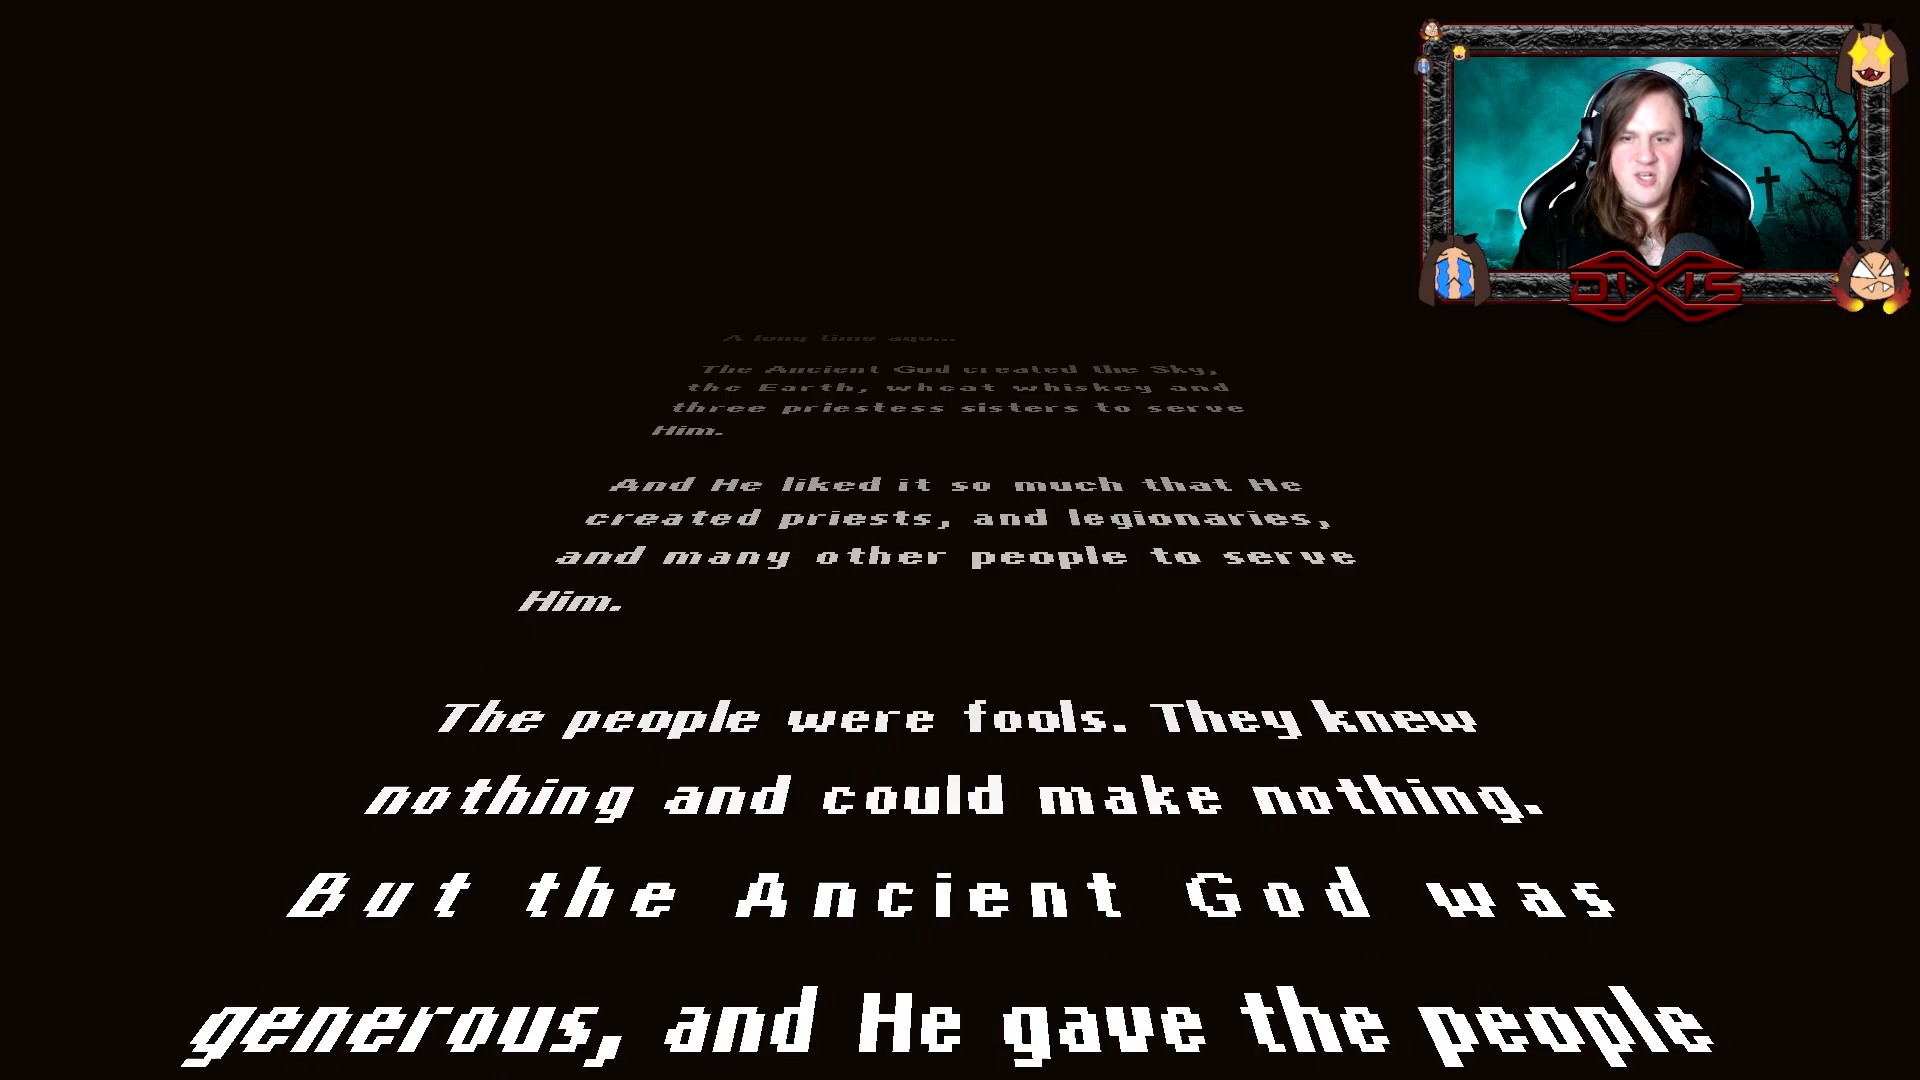 A long time ago...
The Ancient God created the Sky,
the Earth, wheat whiskey and
three priestess sisters to serve
Him.
And He liked it so much that He
created priests, and legionaries,
and many other people to serve
Him.
The people were fools. They knew
nothing and could make nothing.
But the Ancient God was
generous, and He gave the people
DIXIS